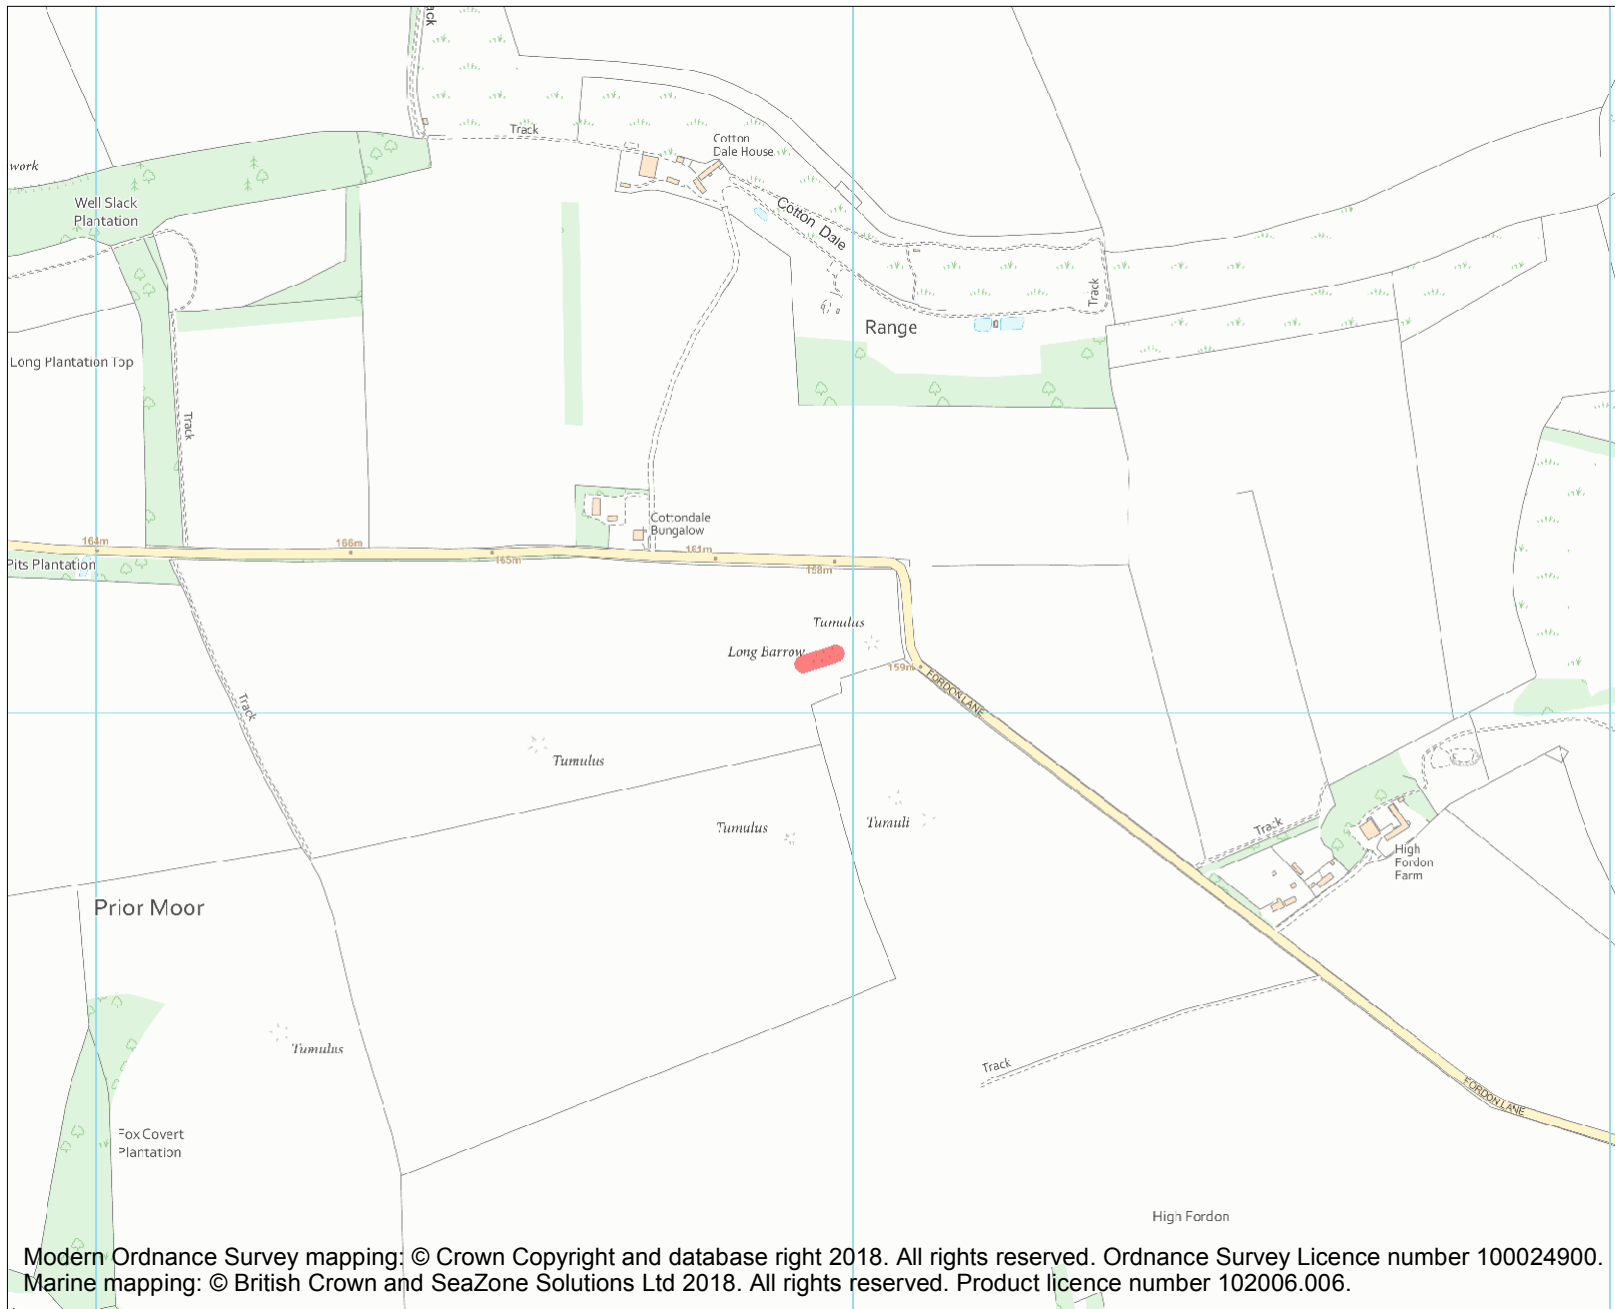 ack
Track
Cotton
Dale House
work
Well Slack
Plantation
Cotton Dale
Track
Range
Long Plantation Top
Track
Cottondale
Bungalow
164m
166m
165m
161m
158m
Pits Plantation
Tumulus
Long Barrow
159m
FORDON LANE
Track
Tumulus
Tumulus
Tumuli
Track
High
Fordon
Farm
Prior Moor
Tumulus
Track
FORDON LANE
Fox Covert
Plantation
High Fordon
Modern Ordnance Survey mapping: © Crown Copyright and database right 2018. All rights reserved. Ordnance Survey Licence number 100024900.
Marine mapping: © British Crown and SeaZone Solutions Ltd 2018. All rights reserved. Product licence number 102006.006.